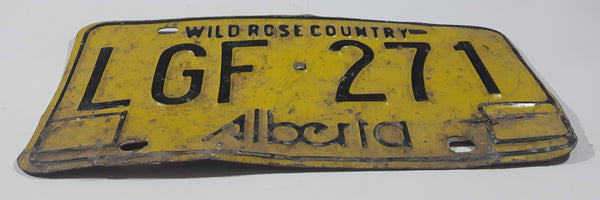 WILD ROSE COUNTRY
LGF 271
Alberta